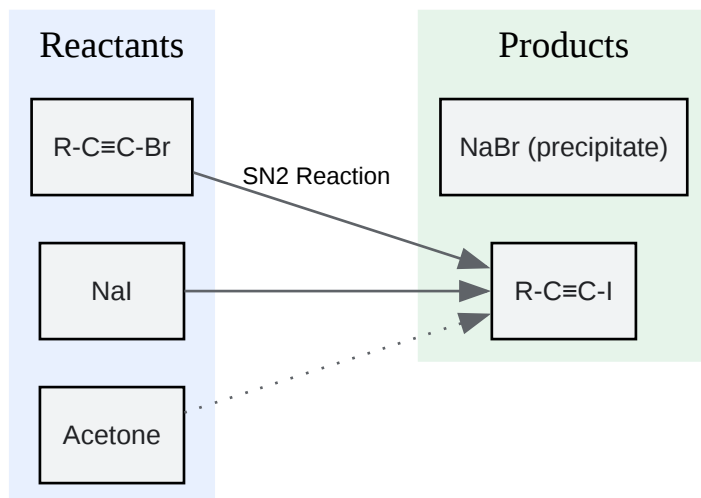 Reactants
Products
R-C≡C-Br
NaBr (precipitate)
SN2 Reaction
NaI
R-C≡C-I
Acetone